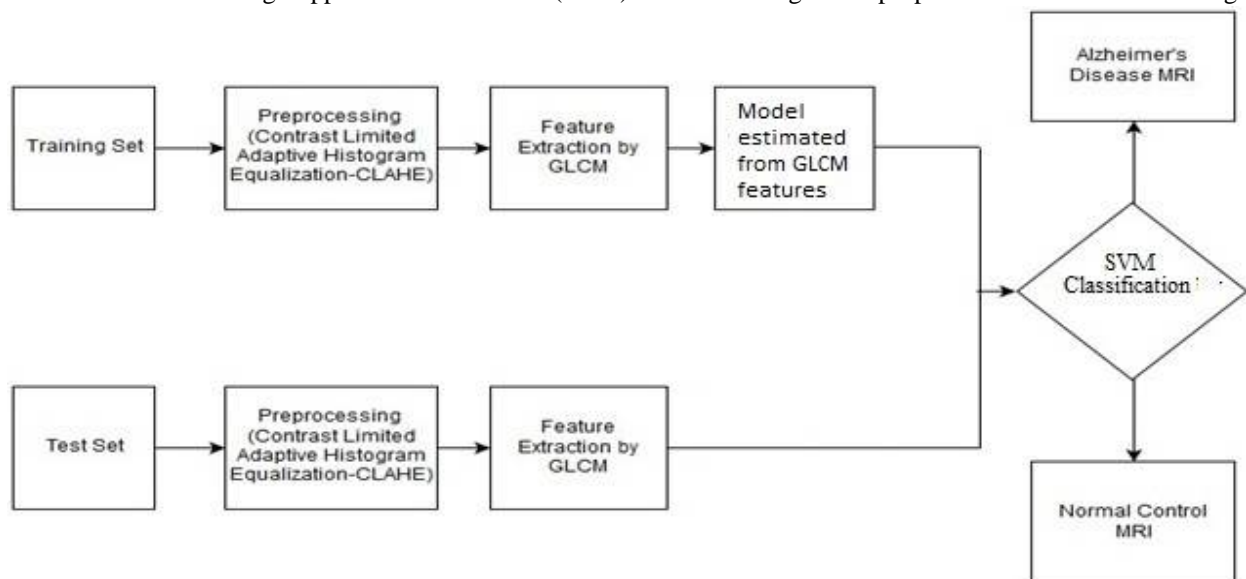 Training Set
Preprocessing
(Contrast Limited
Adaptive Histogram
Equalization-CLAHE)
Feature
Extraction by
GLCM
Model
estimated
from GLCM
features
Alzheimer's
Disease MRI
SVM
Classification
Test Set
Preprocessing
(Contrast Limited
Adaptive Histogram
Equalization-CLAHE)
Feature
Extraction by
GLCM
Normal Control
MRI